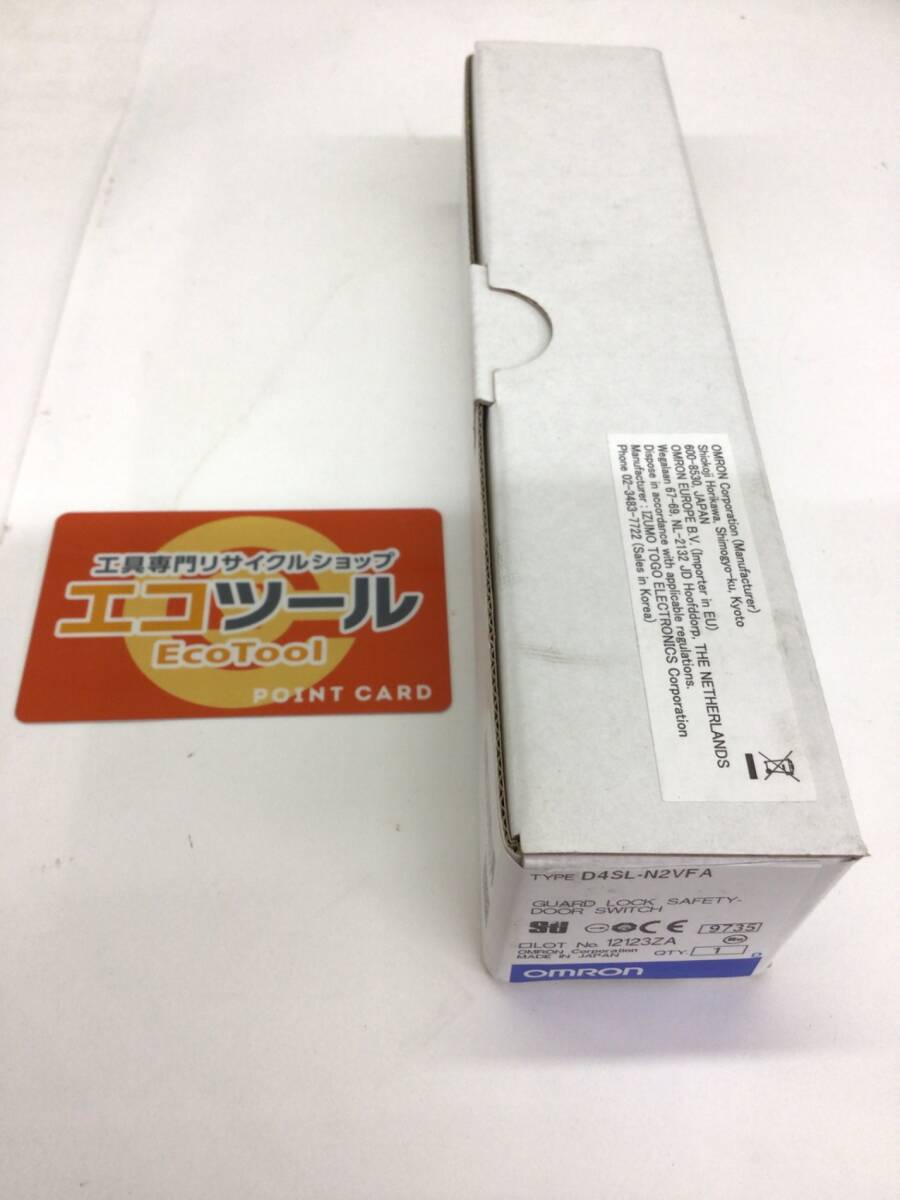 工具専門リサイクルショップ
エコツール
EcoTool
POINT CARD
OMRON Corporation (Manufacturer)
Shiokoji Horikawa, Shimogyo-ku, Kyoto
600-8530, JAPAN
OMRON EUROPE B.V. (Importer in EU)
Wegalaan 67-69, NL-2132 JD Hoofddorp, THE NETHERLANDS
Dispose in accordance with applicable regulations.
Manufacturer : IZUMO TOGO ELECTRONICS Corporation
Phone 02-3483-7722 (Sales in Korea)
TYPE D4SL-N2VFA
GUARD LOCK SAFETY-
DOOR SWITCH
CE 9735
LOT No. 12123ZA
OMRON Corporation
MADE IN JAPAN QTY. 1
OMRON